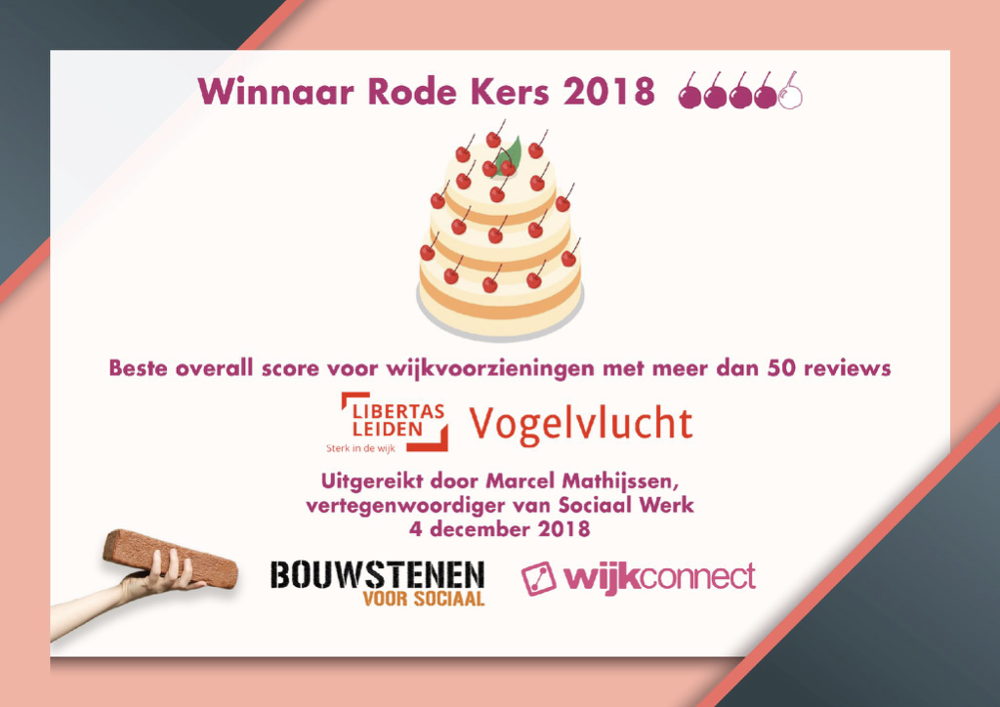 Winnaar Rode Kers 2018
Beste overall score voor wijkvoorzieningen met meer dan 50 reviews
LIBERTAS
LEIDEN
Sterk in de wijk
Vogelvlucht
Uitgereikt door Marcel Mathijssen,
vertegenwoordiger van Sociaal Werk
4 december 2018
BOUWSTENEN
VOOR SOCIAAL
wijkconnect